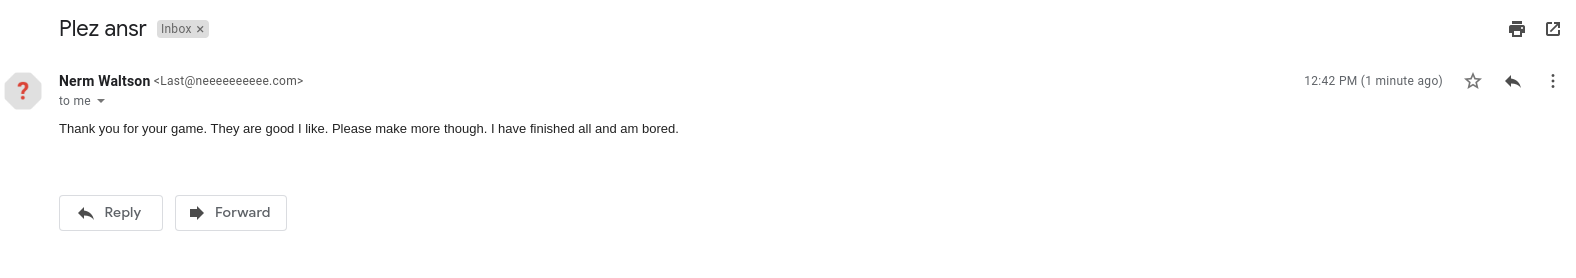 Plez ansr Inbox ×
?
Nerm Waltson <Last@neeeeeeeeee.com> 12:42 PM (1 minute ago)
to me
Thank you for your game. They are good I like. Please make more though. I have finished all and am bored.
Reply Forward